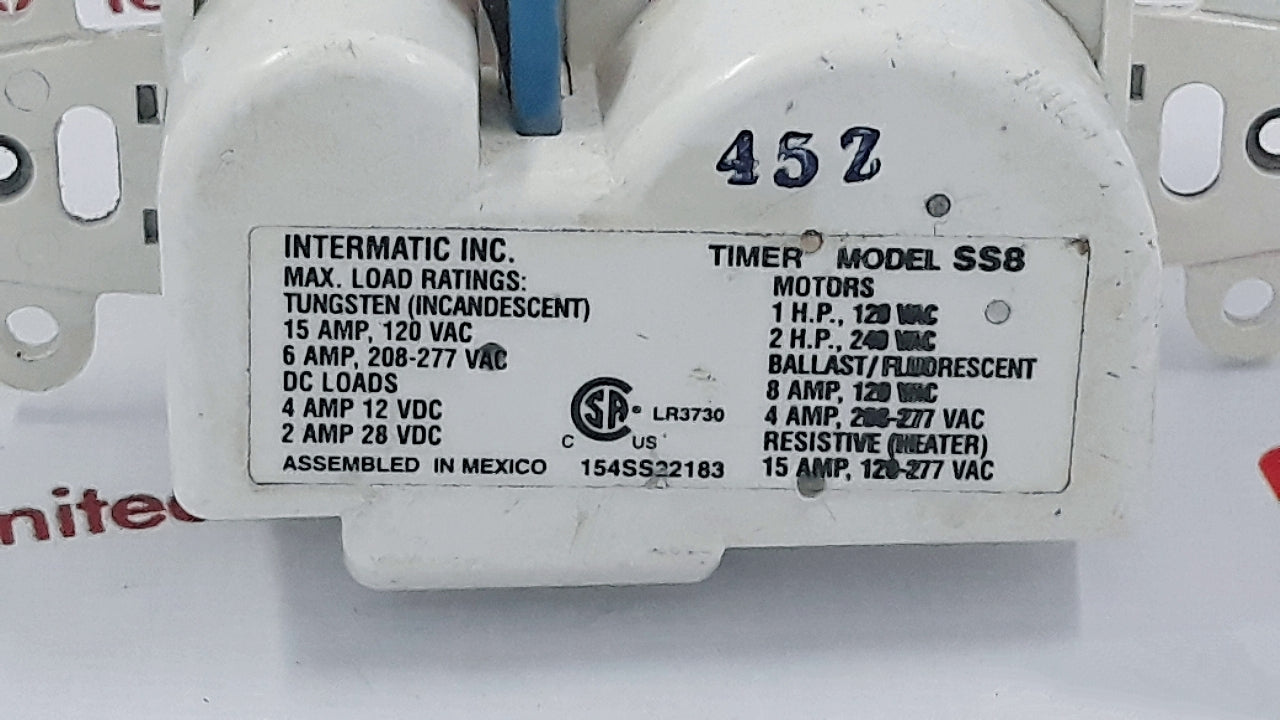 452
INTERMATIC INC.
MAX. LOAD RATINGS:
TUNGSTEN (INCANDESCENT)
15 AMP, 120 VAC
6 AMP, 208-277 VAC
DC LOADS
4 AMP 12 VDC
2 AMP 28 VDC
ASSEMBLED IN MEXICO
SA
LR3730
C US
154SS22183
TIMER MODEL SS8
MOTORS
1 H.P., 120 VAC
2 H.P., 240 VAC
BALLAST/FLUORESCENT
8 AMP, 120 VAC
4 AMP, 208-277 VAC
RESISTIVE (HEATER)
15 AMP, 120-277 VAC